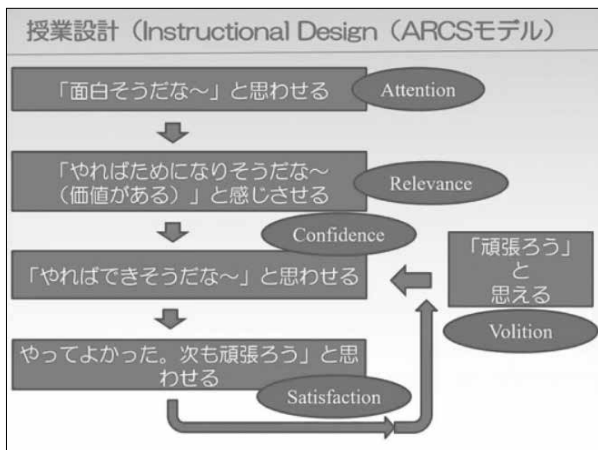 授業設計（Instructional Design（ARCSモデル）
「面白そうだな～」と思わせる
Attention
「やればためになりそうだな～
（価値がある）」と感じさせる
Relevance
Confidence
「やればできそうだな～」と思わせる
「頑張ろう」
と
思える
Volition
やってよかった。次も頑張ろう」と思
わせる
Satisfaction